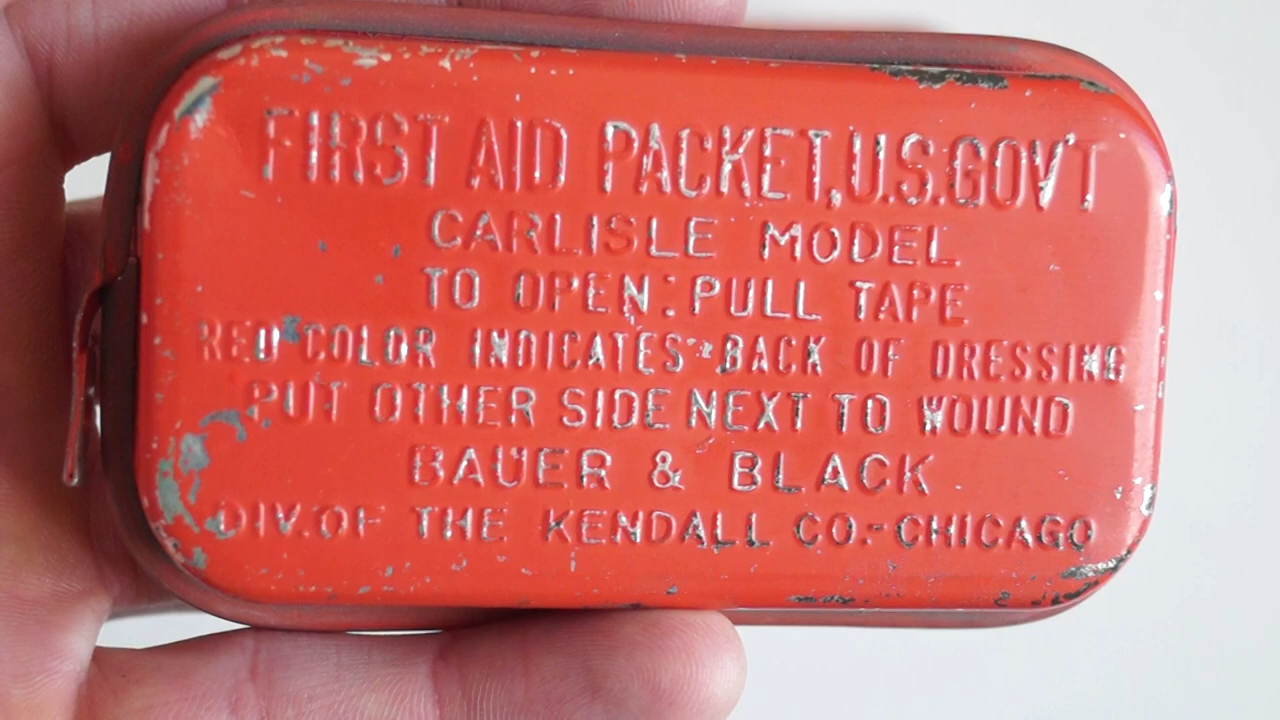 FIRST AID PACKET, U.S. GOV'T
CARLISLE MODEL
TO OPEN: PULL TAPE
RED COLOR INDICATES BACK OF DRESSING
PUT OTHER SIDE NEXT TO WOUND
BAUER & BLACK
DIV. OF THE KENDALL CO.-CHICAGO